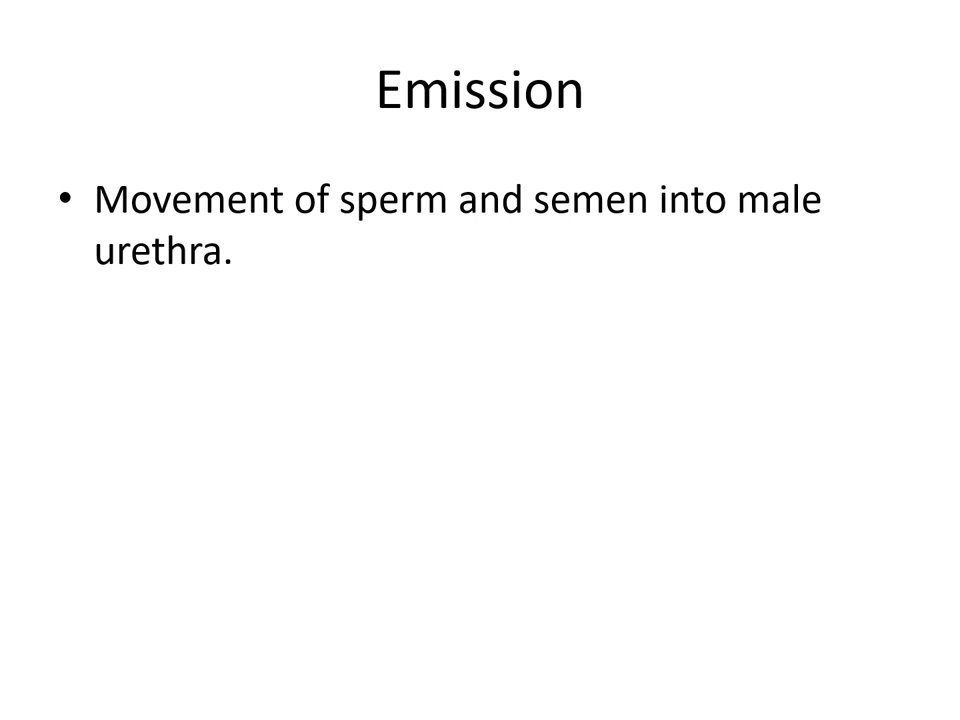 Emission
• Movement of sperm and semen into male
urethra.